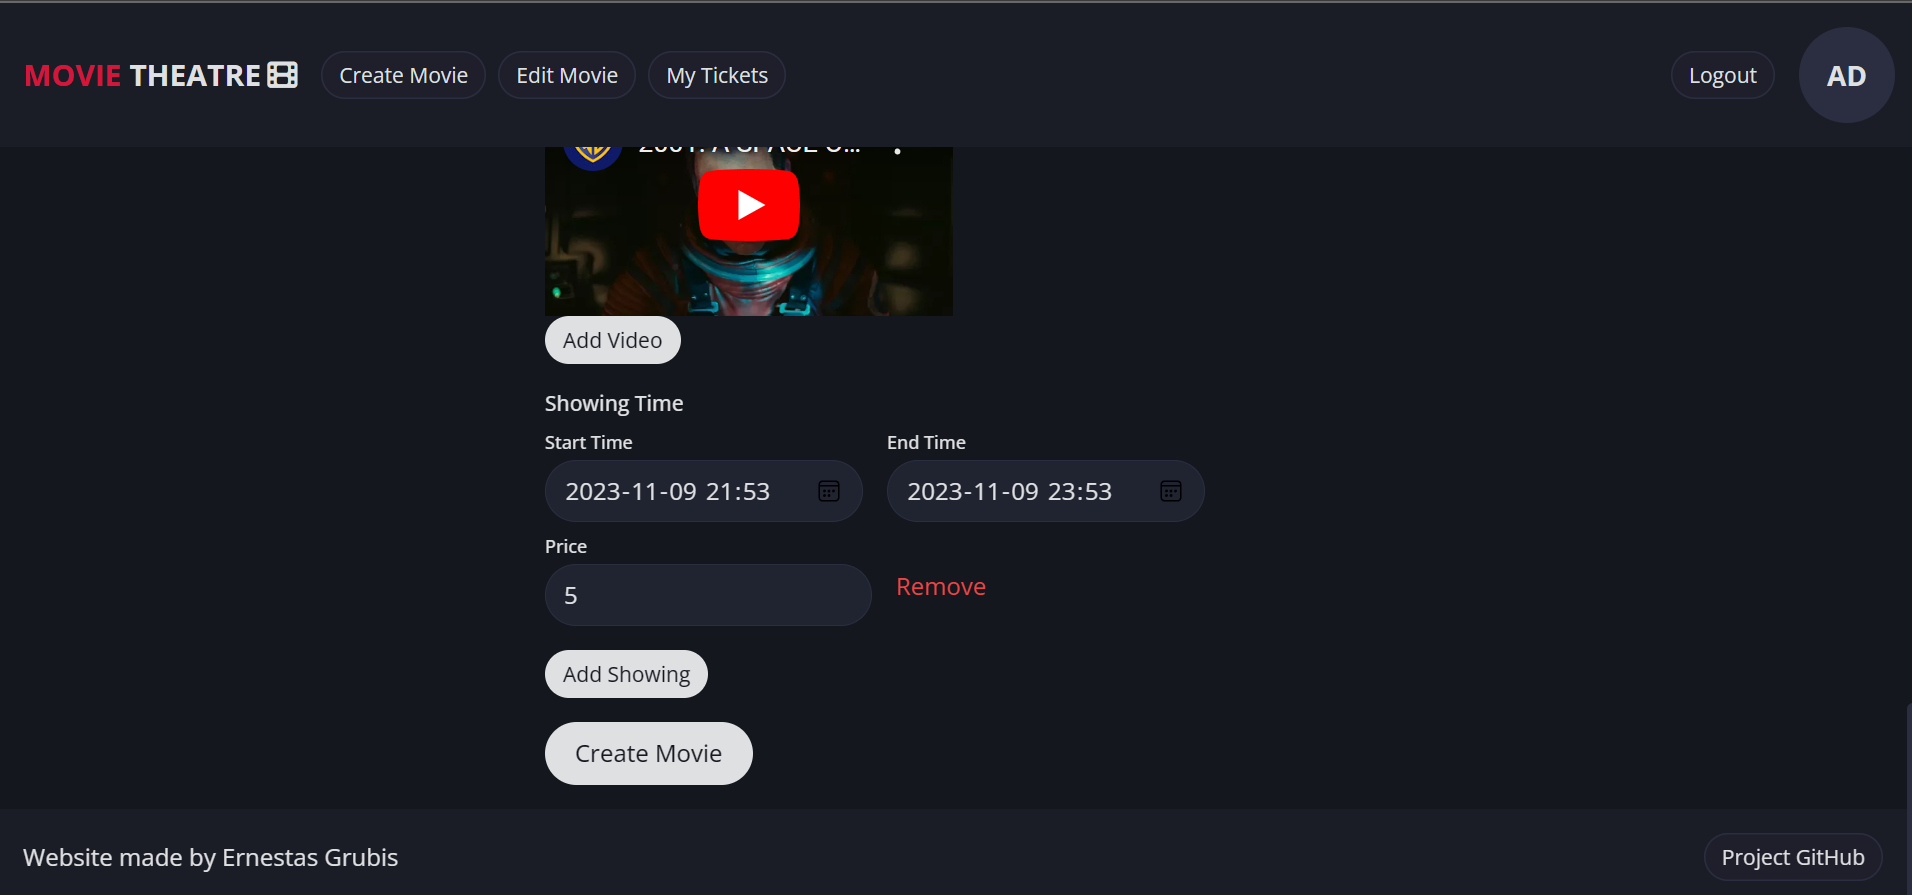 MOVIE THEATRE
Create Movie
Edit Movie
My Tickets
Logout
AD
2001: A SPACE O...
Add Video
Showing Time
Start Time
End Time
2023-11-09 21:53
2023-11-09 23:53
Price
5
Remove
Add Showing
Create Movie
Website made by Ernestas Grubis
Project GitHub